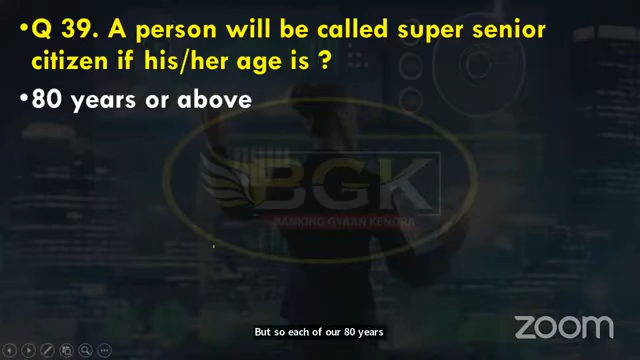 •Q 39. A person will be called super senior
citizen if his/her age is ?
•80 years or above
BGK
BANKING GYAAN KENDRA
But so each of our 80 years
zoom